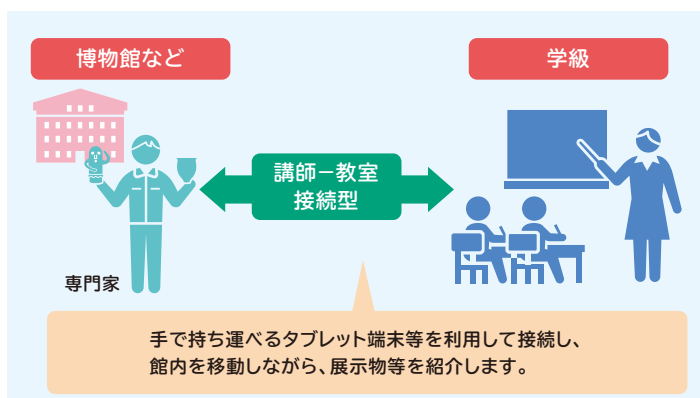 博物館など
学級
講師－教室
接続型
専門家
手で持ち運べるタブレット端末等を利用して接続し、
館内を移動しながら、展示物等を紹介します。